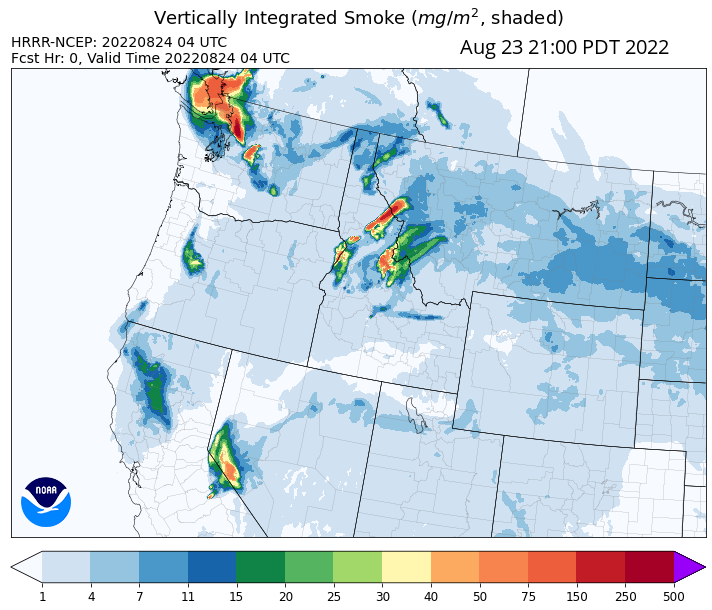 Vertically Integrated Smoke (mg/m², shaded)
HRRR-NCEP: 20220824 04 UTC
Aug 23 21:00 PDT 2022
Fcst Hr: 0, Valid Time 20220824 04 UTC
NOAA
1 4 7 11 15 20 25 30 40 50 75 150 250 500